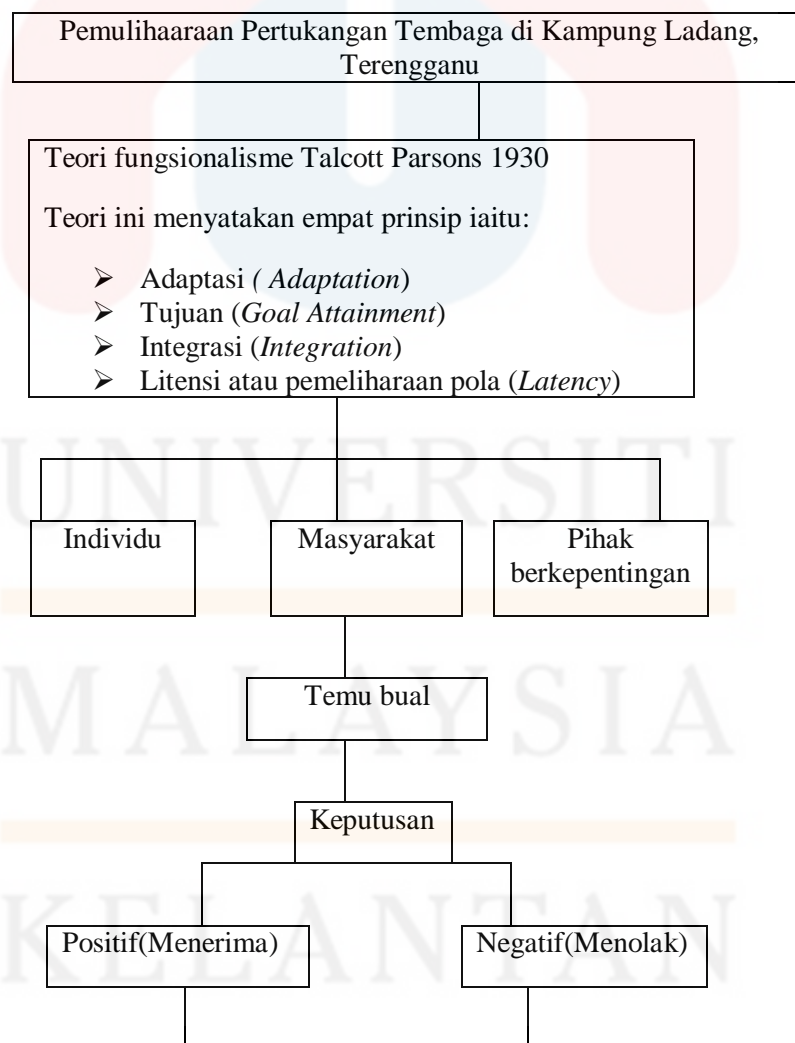 Pemulihaaraan Pertukangan Tembaga di Kampung Ladang,
Terengganu
Teori fungsionalisme Talcott Parsons 1930
Teori ini menyatakan empat prinsip iaitu:
➢ Adaptasi ( Adaptation)
➢ Tujuan (Goal Attainment)
➢ Integrasi (Integration)
➢ Litensi atau pemeliharaan pola (Latency)
UNIVERSITI
Individu
Masyarakat
Pihak
berkepentingan
MALAYSIA
Temu bual
Keputusan
KELANTAN
Positif(Menerima)
Negatif(Menolak)